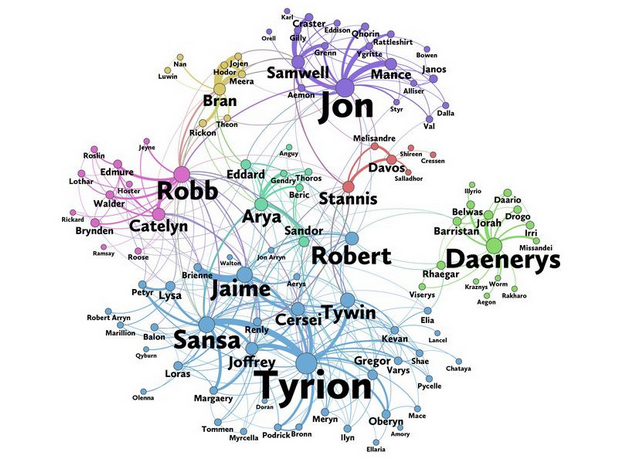 Karl
Craster
Eddison
Qhorin
Gilly
Orell
Rattleshirt
Grenn
Ygritte
Bowen
Nan
Jojen
Samwell
Mance
Janos
Luwin
Hodor
Meera
Alliser
Bran
Aemon
Jon
Styr
Dalla
Theon
Val
Rickon
Melisandre
Jeyne
Roslin
Anguy
Shireen
Cressen
Edmure
Eddard
Thoros
Davos
Salladhor
Lothar
Gendry
Hoster
Robb
Beric
Illyrio
Walder
Stannis
Daario
Rickard
Arya
Belwas
Drogo
Catelyn
Jorah
Brynden
Sandor
Barristan
Irri
Ramsay
Roose
Jon Arryn
Robert
Missandei
Walton
Daenerys
Brienne
Rhaegar
Petyr
Lysa
Jaime
Aerys
Viserys
Kraznys
Worm
Rakharo
Aegon
Robert Arryn
Cersei
Tywin
Elia
Marillion
Balon
Sansa
Renly
Kevan
Lancel
Qyburn
Joffrey
Gregor
Shae
Chataya
Loras
Varys
Tyrion
Pycelle
Olenna
Margaery
Doran
Meryn
Oberyn
Mace
Tommen
Myrcella
Podrick
Bronn
Ilyn
Amory
Ellaria